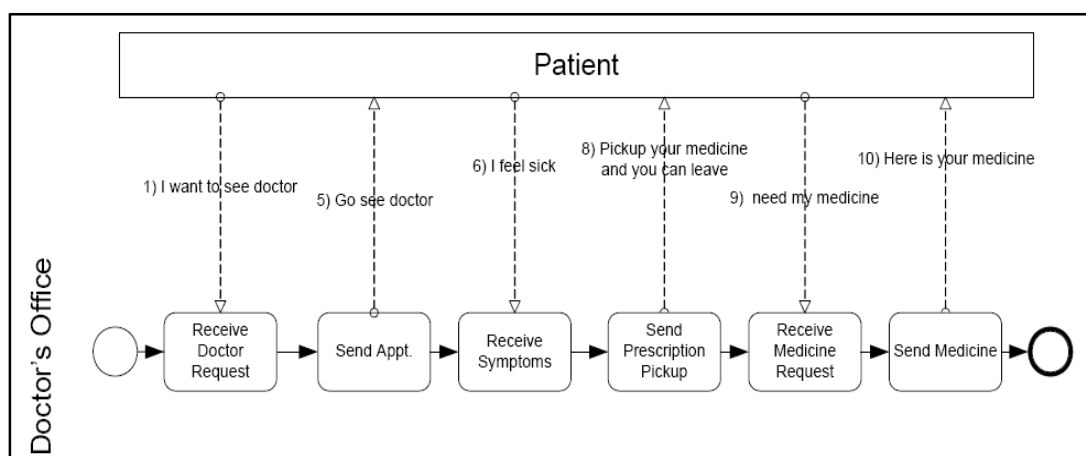 Patient
1) I want to see doctor
5) Go see doctor
6) I feel sick
8) Pickup your medicine
and you can leave
9) need my medicine
10) Here is your medicine
Doctor's Office
Receive
Doctor
Request
Send Appt.
Receive
Symptoms
Send
Prescription
Pickup
Receive
Medicine
Request
Send Medicine